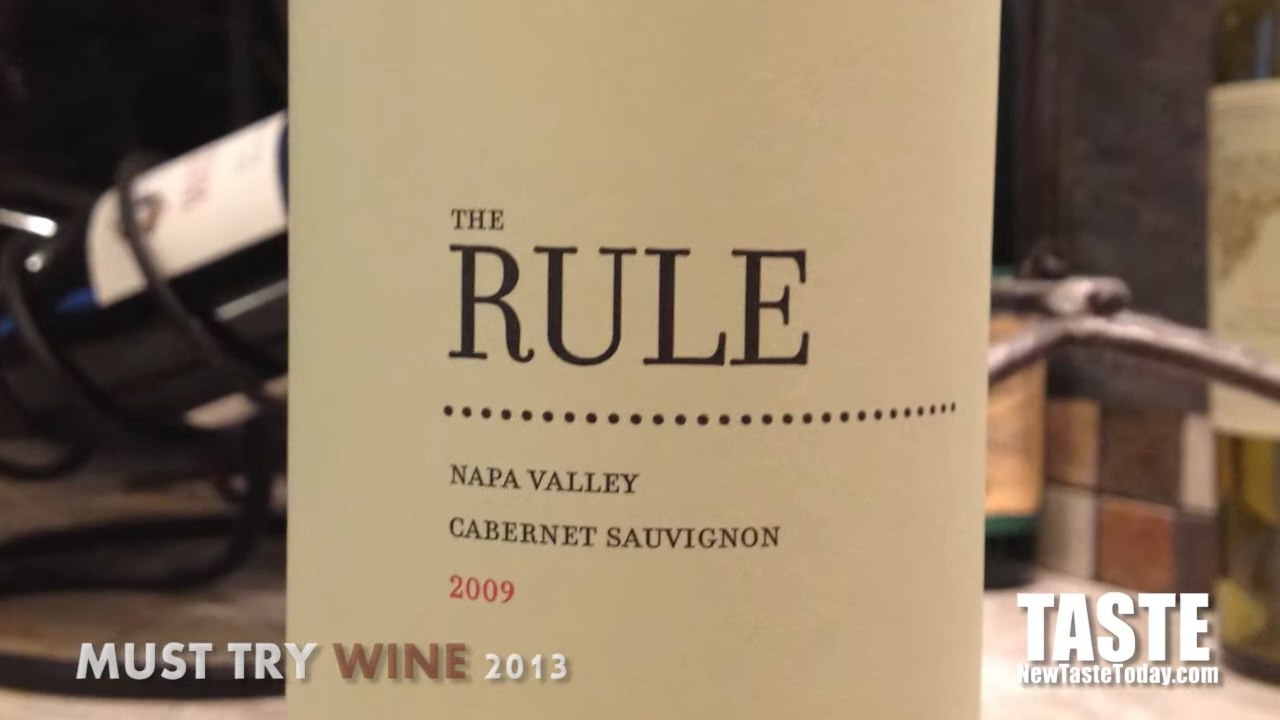 THE
RULE
NAPA VALLEY
CABERNET SAUVIGNON
2009
MUST TRY WINE 2013
TASTE
NewTasteToday.com